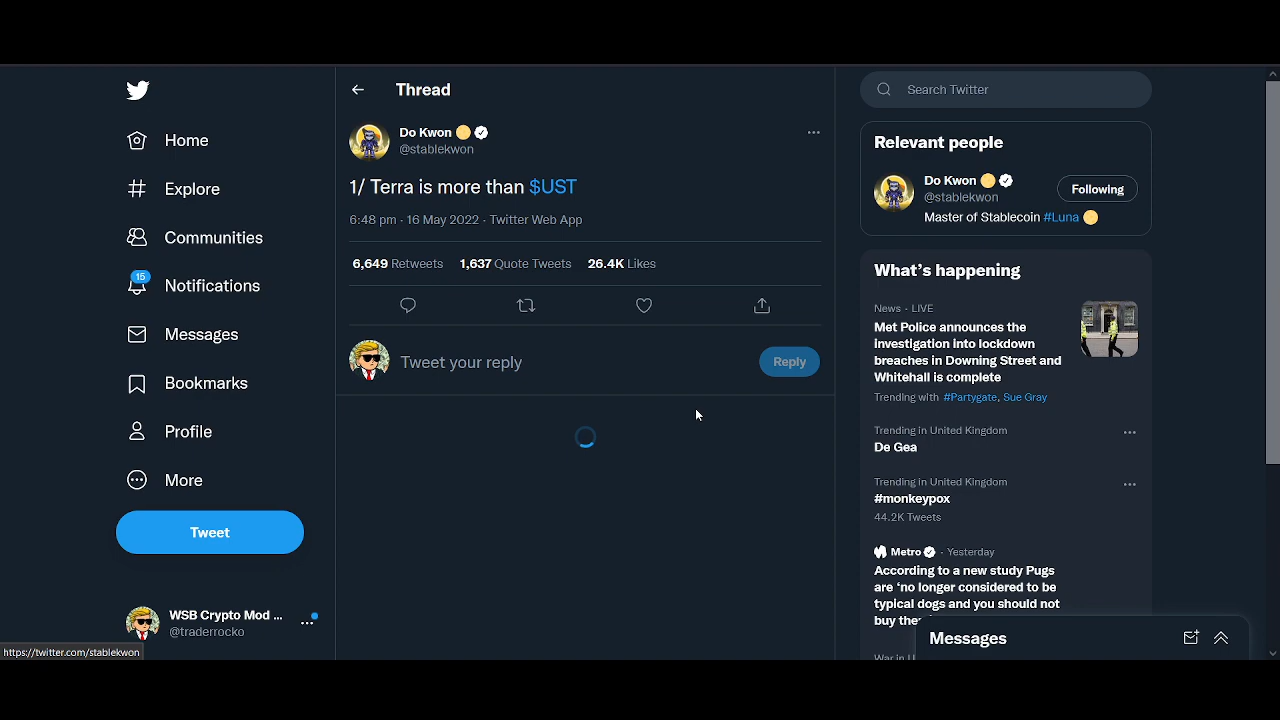 Home
Explore
Communities
15
Notifications
Messages
Bookmarks
Profile
More
Tweet
WSB Crypto Mod ...
@traderrocko
https://twitter.com/stablekwon
Thread
Do Kwon
@stablekwon
1/ Terra is more than $UST
6:48 pm · 16 May 2022 · Twitter Web App
6,649 Retweets 1,637 Quote Tweets 26.4K Likes
Tweet your reply
Reply
Search Twitter
Relevant people
Do Kwon
@stablekwon
Following
Master of Stablecoin #Luna
What's happening
News · LIVE
Met Police announces the
investigation into lockdown
breaches in Downing Street and
Whitehall is complete
Trending with #Partygate, Sue Gray
Trending in United Kingdom
De Gea
Trending in United Kingdom
#monkeypox
44.2K Tweets
Metro · Yesterday
According to a new study Pugs
are ‘no longer considered to be
typical dogs and you should not
buy
Messages
War in